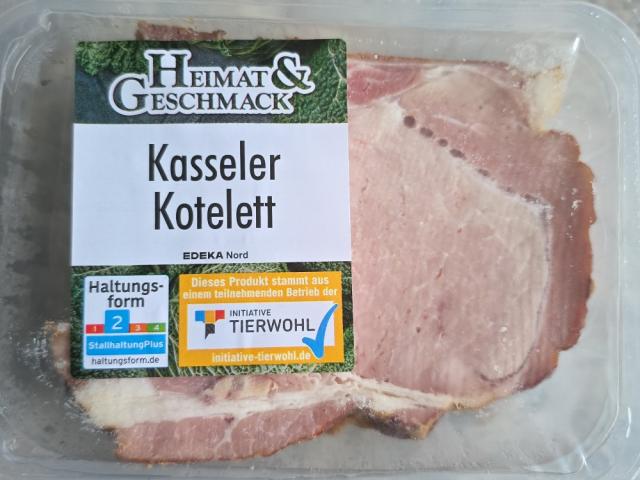 HEIMAT &
GESCHMACK
Kasseler
Kotelett
EDEKA Nord
Haltungs-
form
1 2 3 4
StallhaltungPlus
haltungsform.de
Dieses Produkt stammt aus
einem teilnehmenden Betrieb der
INITIATIVE
TIERWOHL
initiative-tierwohl.de